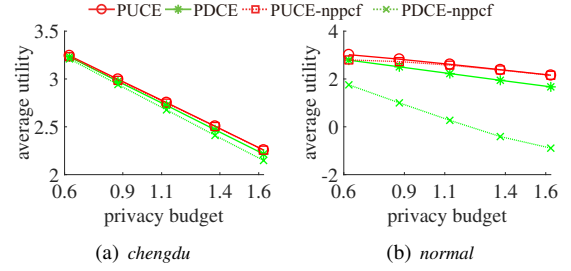 PUCE PDCE PUCE-nppcf PDCE-nppcf
average utility
3.5
3
2.5
2
0.6 0.9 1.1 1.4 1.6
privacy budget
(a) chengdu
average utility
4
2
0
-2
0.6 0.9 1.1 1.4 1.6
privacy budget
(b) normal